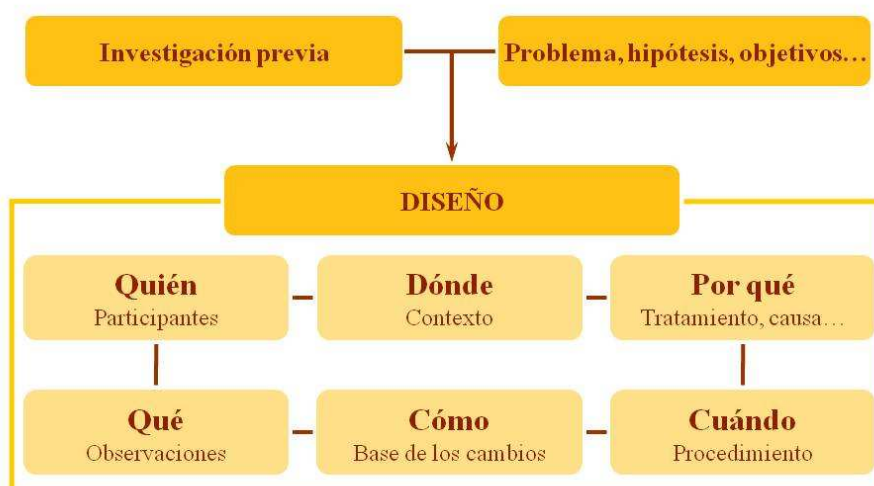 Investigación previa
Problema, hipótesis, objetivos…
DISEÑO
Quién
Participantes
Dónde
Contexto
Por qué
Tratamiento, causa…
Qué
Observaciones
Cómo
Base de los cambios
Cuándo
Procedimiento